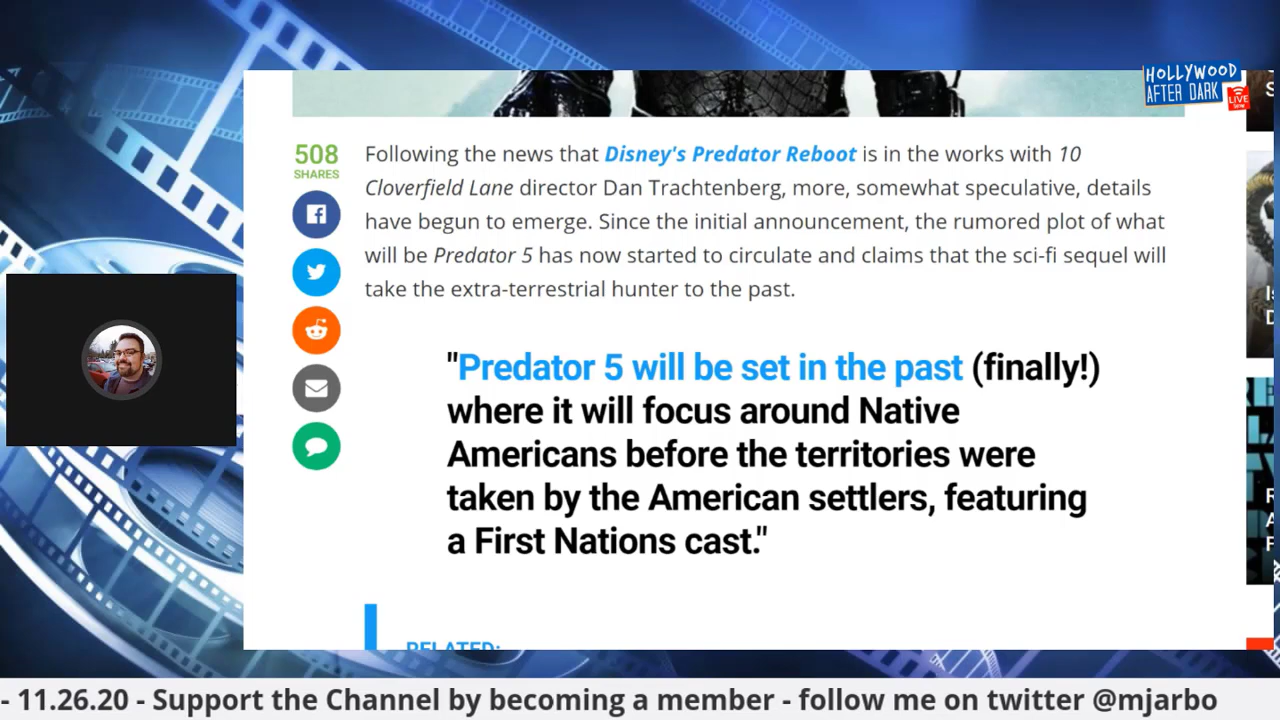 HOLLYWOOD
AFTER DARK
LIVE
508
SHARES
Following the news that Disney's Predator Reboot is in the works with 10
Cloverfield Lane director Dan Trachtenberg, more, somewhat speculative, details
have begun to emerge. Since the initial announcement, the rumored plot of what
will be Predator 5 has now started to circulate and claims that the sci-fi sequel will
take the extra-terrestrial hunter to the past.
"Predator 5 will be set in the past (finally!)
where it will focus around Native
Americans before the territories were
taken by the American settlers, featuring
a First Nations cast."
RELATED:
- 11.26.20 - Support the Channel by becoming a member - follow me on twitter @mjarbo